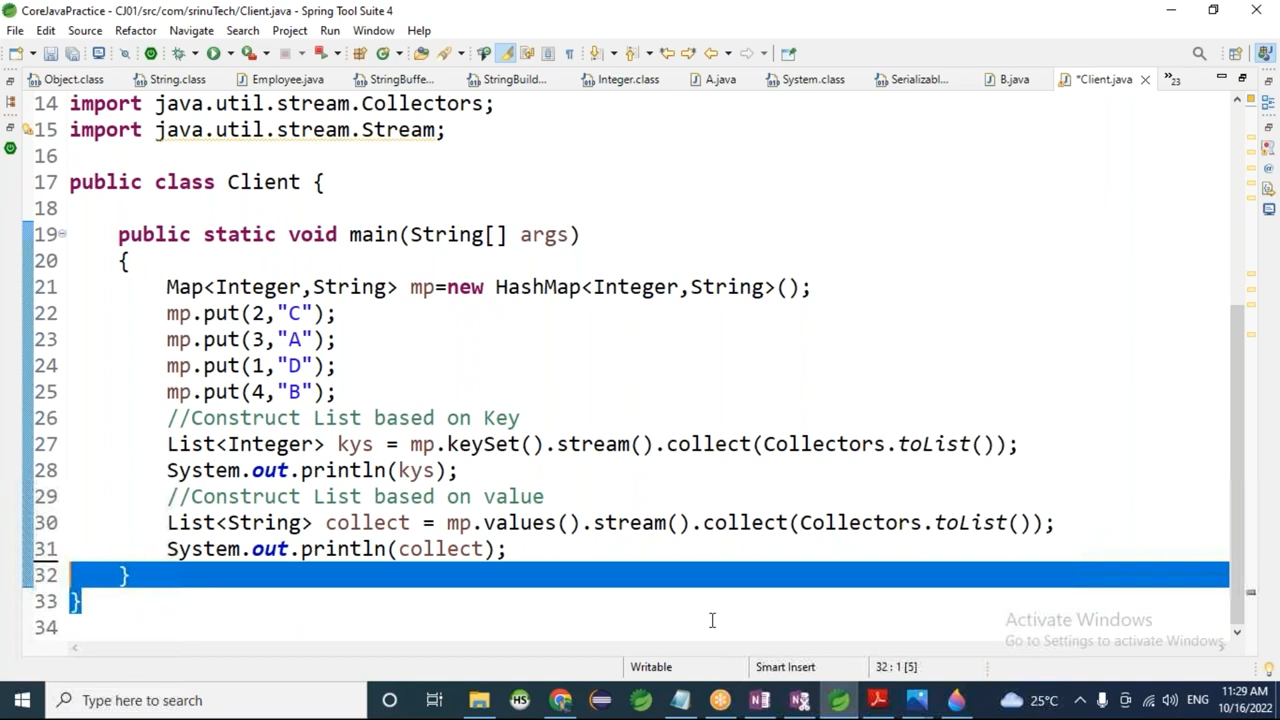 CoreJavaPractice - CJ01/src/com/srinuTech/Client.java - Spring Tool Suite 4
File Edit Source Refactor Navigate Search Project Run Window Help
Object.class String.class Employee.java StringBuffe... StringBuild... Integer.class A.java System.class Serializabl... B.java *Client.java 23
14 import java.util.stream.Collectors;
15 import java.util.stream.Stream;
16
17 public class Client {
18
19 public static void main(String[] args)
20 {
21 Map<Integer,String> mp=new HashMap<Integer,String>();
22 mp.put(2,"C");
23 mp.put(3,"A");
24 mp.put(1,"D");
25 mp.put(4,"B");
26 //Construct List based on Key
27 List<Integer> kys = mp.keySet().stream().collect(Collectors.toList());
28 System.out.println(kys);
29 //Construct List based on value
30 List<String> collect = mp.values().stream().collect(Collectors.toList());
31 System.out.println(collect);
32 }
33 }
34
Activate Windows
Go to Settings to activate Windows.
Writable Smart Insert 32 : 1 [5]
Type here to search HS 25°C ENG 11:29 AM
10/16/2022